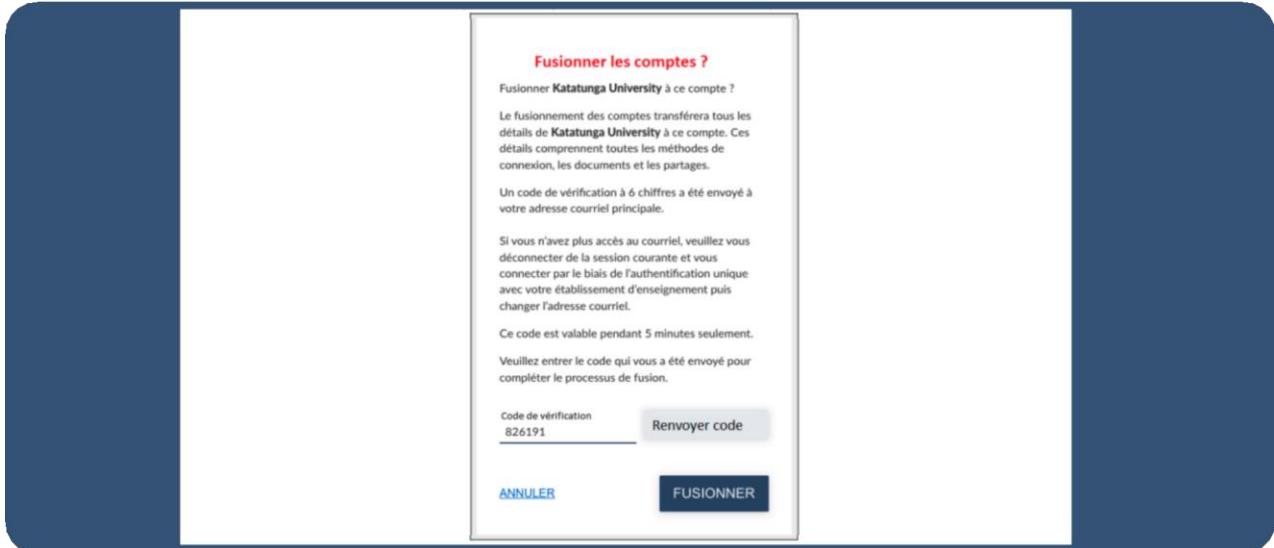 Fusionner les comptes ?
Fusionner Katatunga University à ce compte ?
Le fusionnement des comptes transférera tous les
détails de Katatunga University à ce compte. Ces
détails comprennent toutes les méthodes de
connexion, les documents et les partages.
Un code de vérification à 6 chiffres a été envoyé à
votre adresse courriel principale.
Si vous n'avez plus accès au courriel, veuillez vous
déconnecter de la session courante et vous
connecter par le biais de l'authentification unique
avec votre établissement d'enseignement puis
changer l'adresse courriel.
Ce code est valable pendant 5 minutes seulement.
Veuillez entrer le code qui vous a été envoyé pour
compléter le processus de fusion.
Code de vérification
826191
Renvoyer code
ANNULER
FUSIONNER